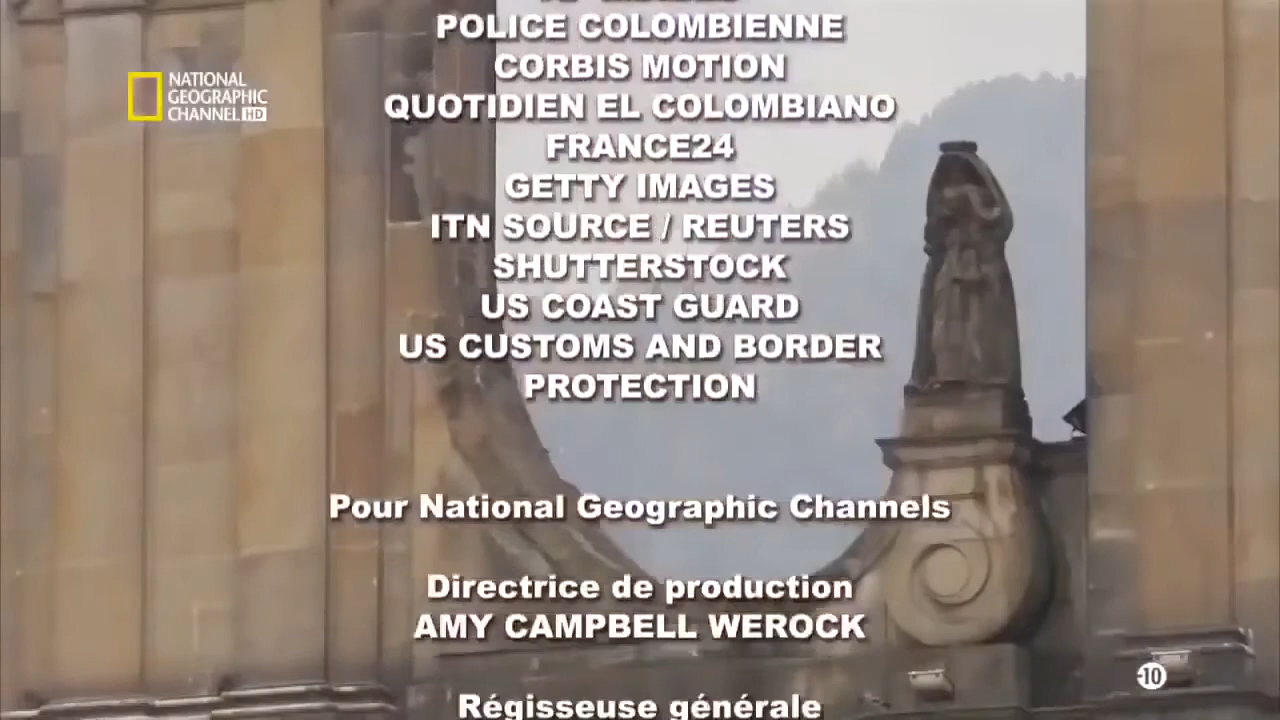 POLICE COLOMBIENNE
CORBIS MOTION
QUOTIDIEN EL COLOMBIANO
FRANCE24
GETTY IMAGES
ITN SOURCE / REUTERS
SHUTTERSTOCK
US COAST GUARD
US CUSTOMS AND BORDER
PROTECTION
Pour National Geographic Channels
Directrice de production
AMY CAMPBELL WEROCK
Régisseuse générale
NATIONAL
GEOGRAPHIC
CHANNEL HD
-10